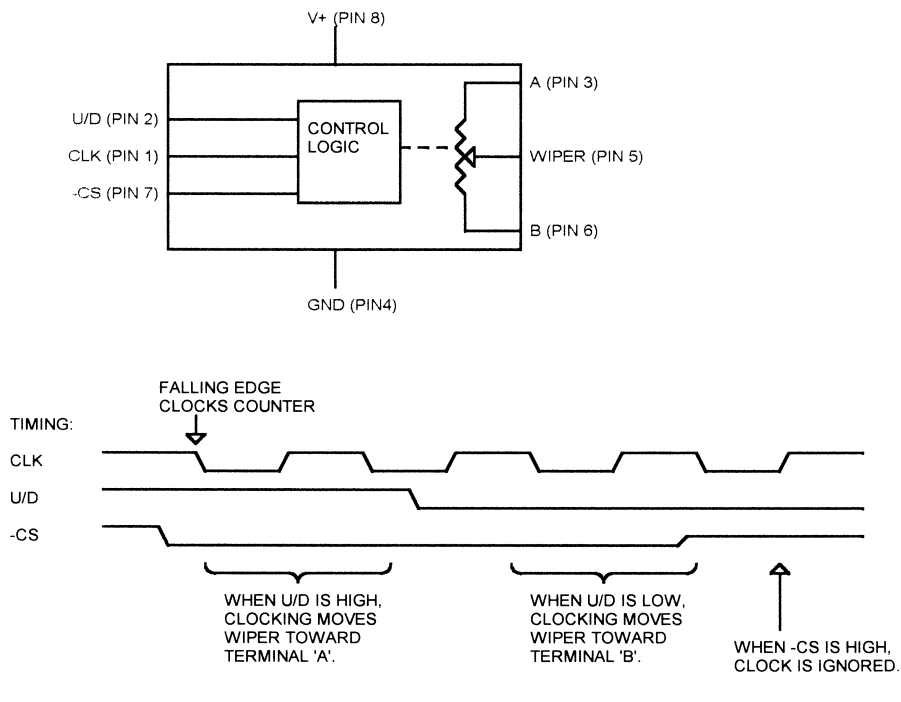 V+ (PIN 8)
A (PIN 3)
U/D (PIN 2)
CONTROL
LOGIC
CLK (PIN 1)
WIPER (PIN 5)
-CS (PIN 7)
B (PIN 6)
GND (PIN4)
FALLING EDGE
CLOCKS COUNTER
TIMING:
CLK
U/D
-CS
WHEN U/D IS HIGH,
CLOCKING MOVES
WIPER TOWARD
TERMINAL 'A'.
WHEN U/D IS LOW,
CLOCKING MOVES
WIPER TOWARD
TERMINAL 'B'.
WHEN -CS IS HIGH,
CLOCK IS IGNORED.